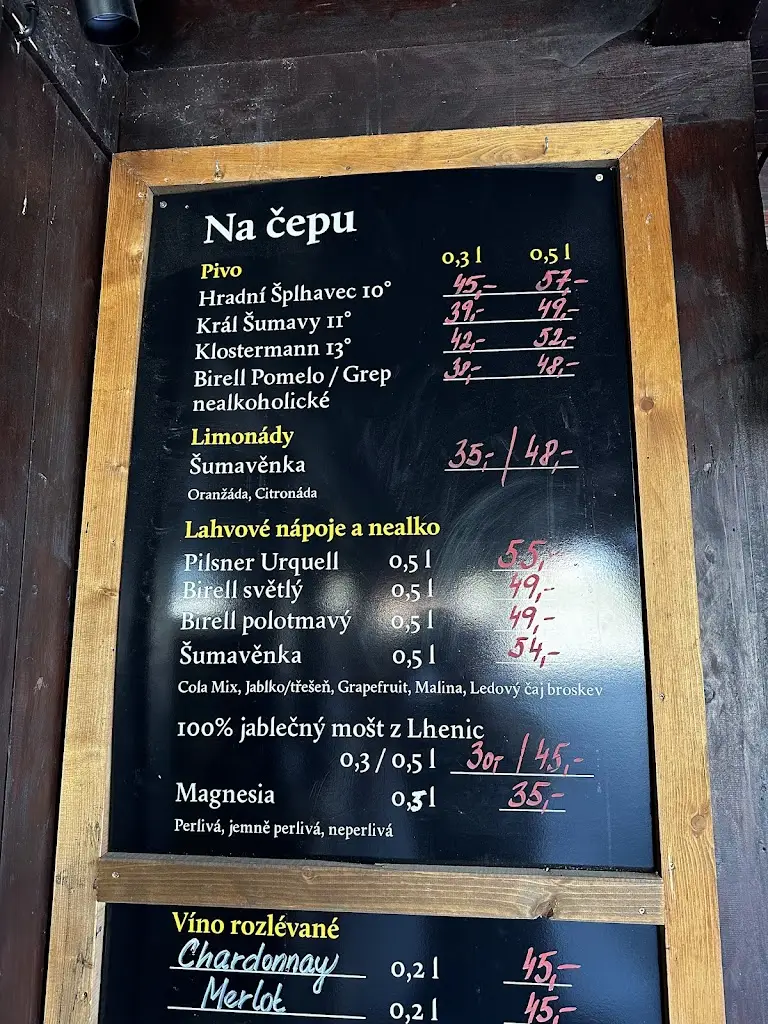 Na čepu
Pivo 0,3 l 0,5 l
Hradní Šplhavec 10° 45,- 57,-
Král Šumavy 11° 39,- 49,-
Klostermann 13° 42,- 52,-
Birell Pomelo / Grep 38,- 48,-
nealkoholické
Limonády
Šumavěnka 35,- / 48,-
Oranžáda, Citronáda
Lahvové nápoje a nealko
Pilsner Urquell 0,5 l 55,-
Birell světlý 0,5 l 49,-
Birell polotmavý 0,5 l 49,-
Šumavěnka 0,5 l 54,-
Cola Mix, Jablko/třešeň, Grapefruit, Malina, Ledový čaj broskev
100% jablečný mošt z Lhenic
0,3 / 0,5 l 30,- / 45,-
Magnesia 0,5 l 35,-
Perlivá, jemně perlivá, neperlivá
Víno rozlévané
Chardonnay 0,2 l 45,-
Merlot 0,2 l 45,-